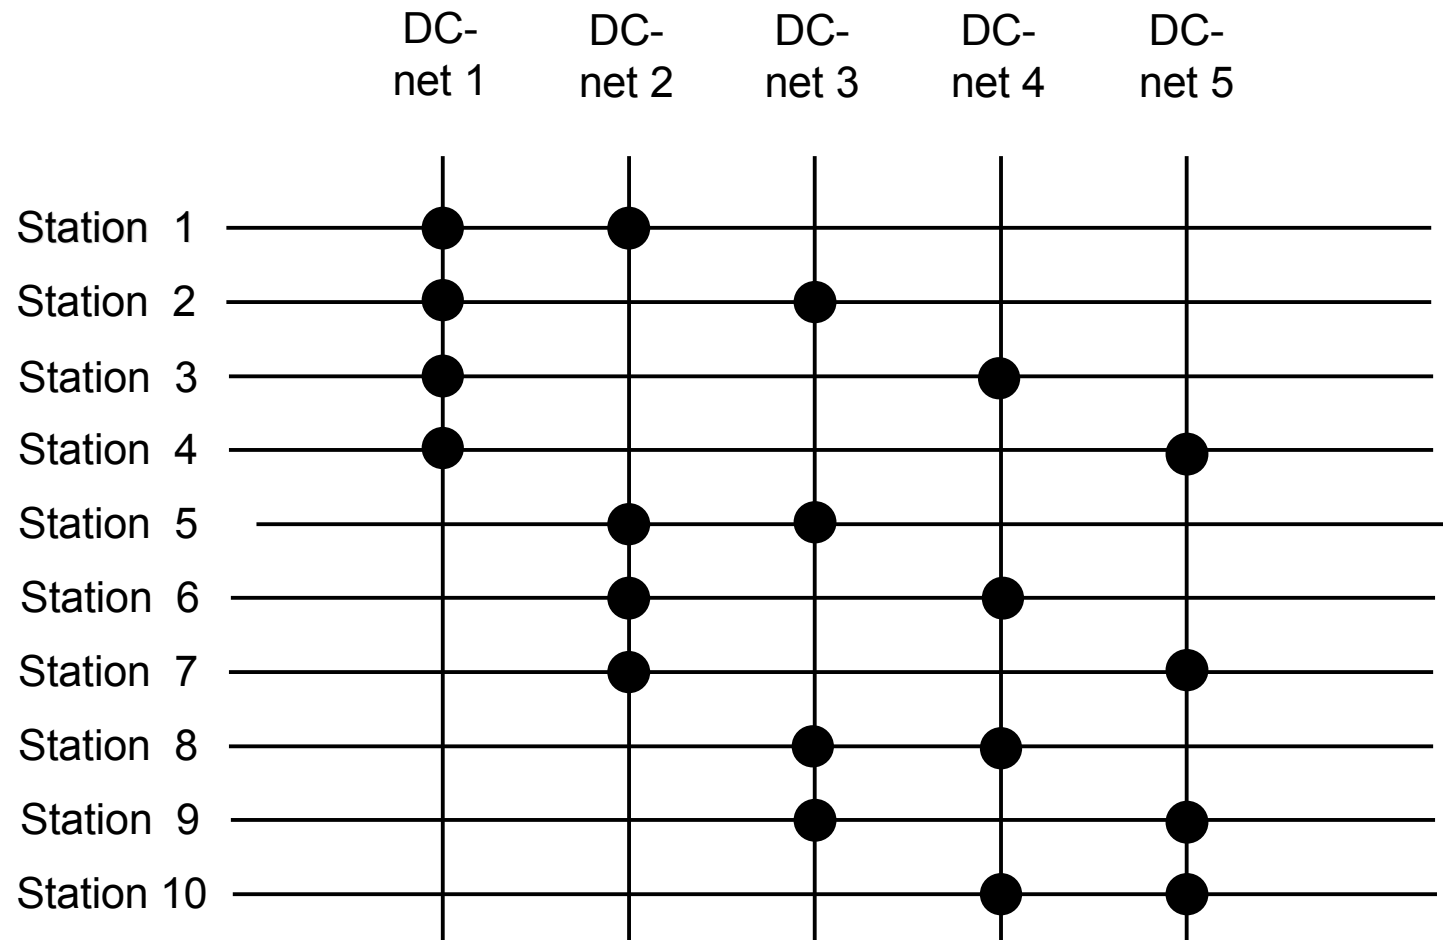 DC-
net 1
DC-
net 2
DC-
net 3
DC-
net 4
DC-
net 5
Station 1
Station 2
Station 3
Station 4
Station 5
Station 6
Station 7
Station 8
Station 9
Station 10